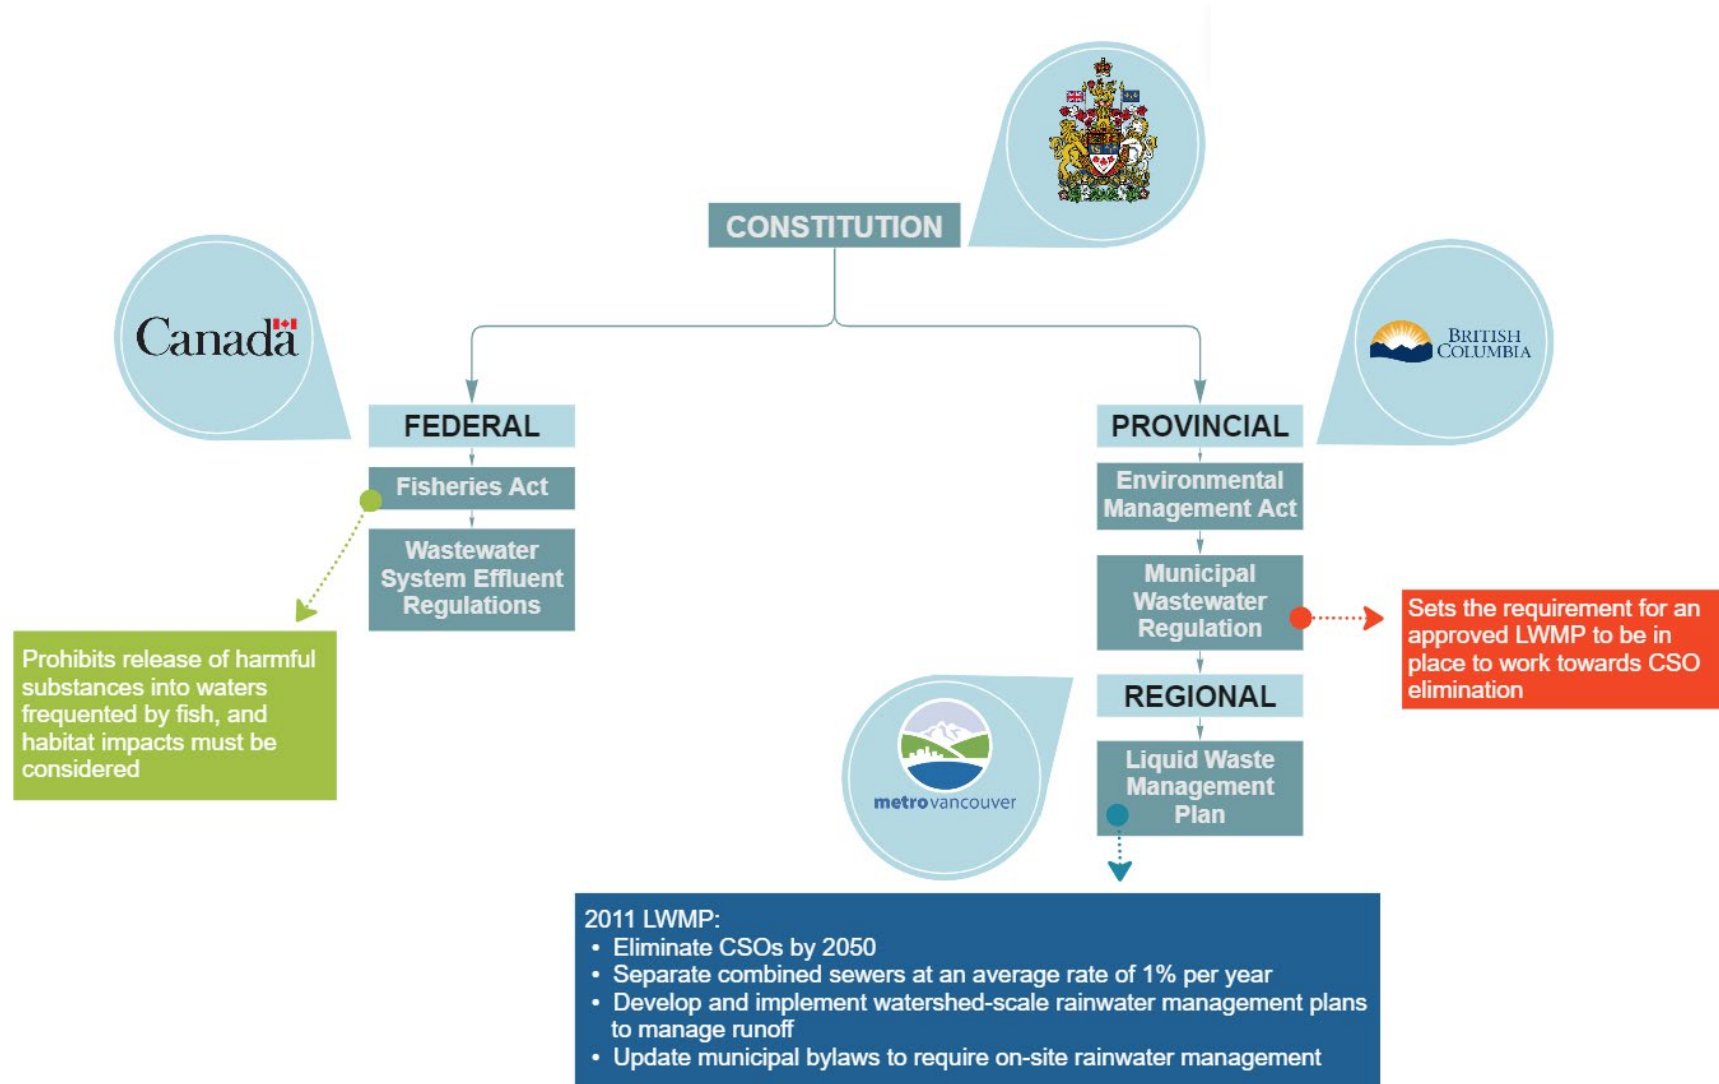 CONSTITUTION
Canada
BRITISH
COLUMBIA
FEDERAL
Fisheries Act
Wastewater
System Effluent
Regulations
Prohibits release of harmful
substances into waters
frequented by fish, and
habitat impacts must be
considered
PROVINCIAL
Environmental
Management Act
Municipal
Wastewater
Regulation
Sets the requirement for an
approved LWMP to be in
place to work towards CSO
elimination
REGIONAL
metrovancouver
Liquid Waste
Management
Plan
2011 LWMP:
• Eliminate CSOs by 2050
• Separate combined sewers at an average rate of 1% per year
• Develop and implement watershed-scale rainwater management plans
to manage runoff
• Update municipal bylaws to require on-site rainwater management